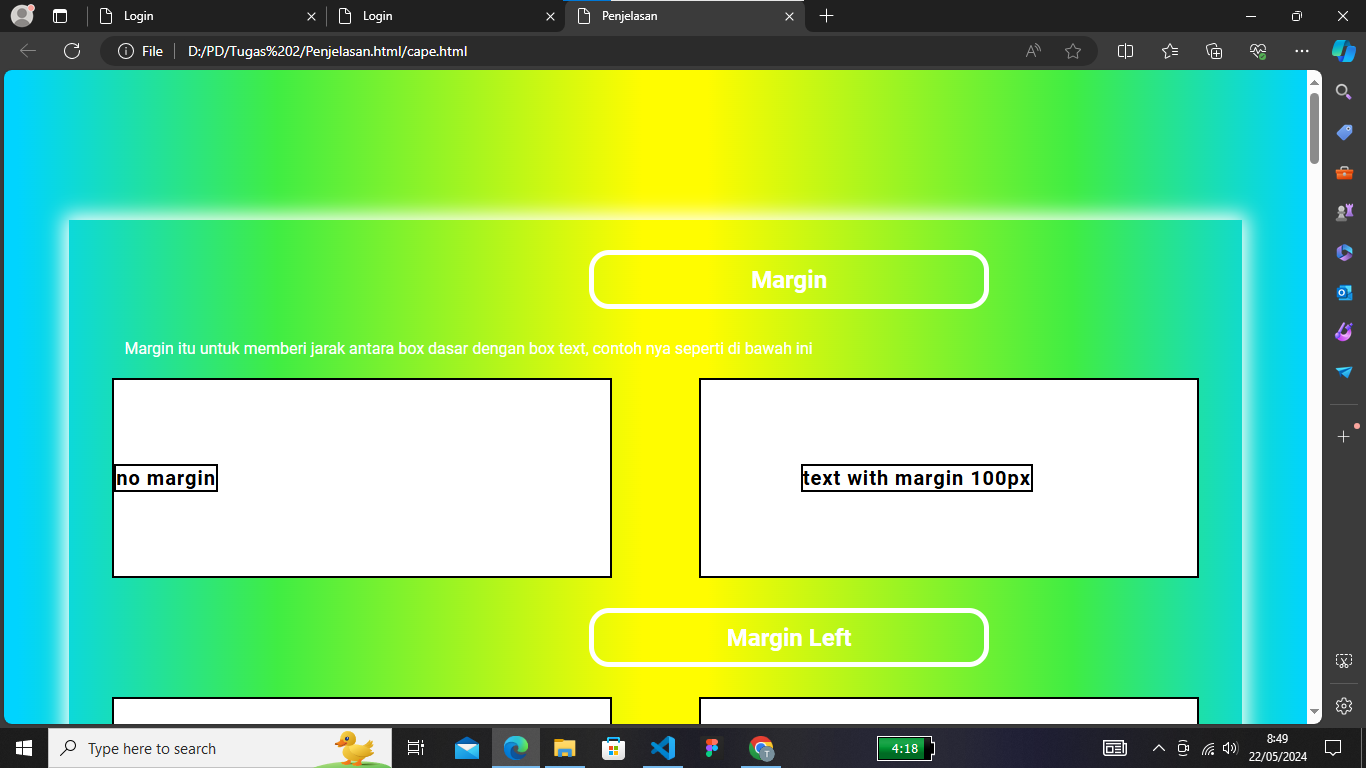 Login
Login
Penjelasan
File
D:/PD/Tugas%202/Penjelasan.html/cape.html
Margin
Margin itu untuk memberi jarak antara box dasar dengan box text, contoh nya seperti di bawah ini
no margin
text with margin 100px
Margin Left
Type here to search
4:18
8:49
22/05/2024